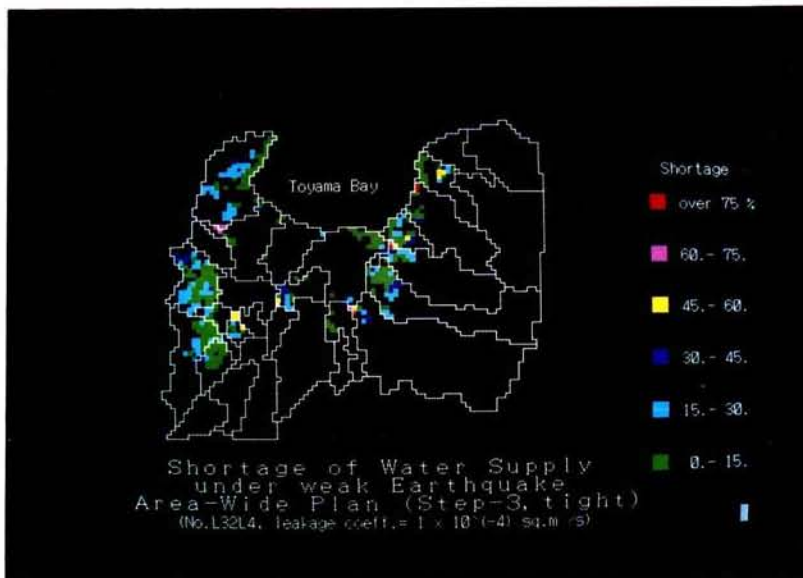 Toyama Bay
Shortage
over 75 %
60.- 75.
45.- 60.
30.- 45.
15.- 30.
0.- 15.
Shortage of Water Supply
under weak Earthquake
Area-Wide Plan (Step-3, tight)
(No.L32L4, leakage coeff.= 1 x 10^(-4) sq.m /s)